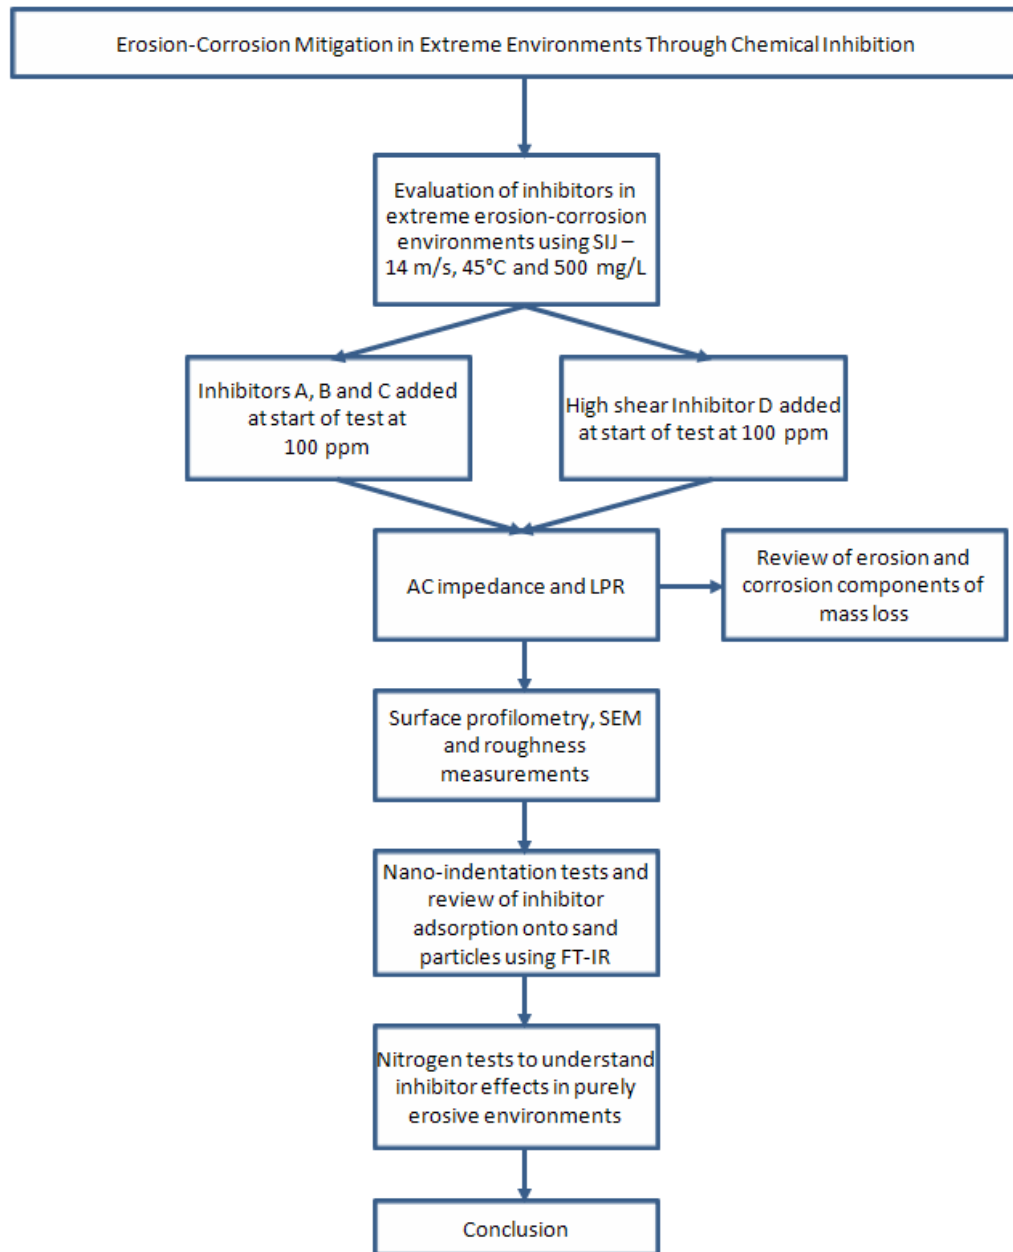 Erosion-Corrosion Mitigation in Extreme Environments Through Chemical Inhibition
Evaluation of inhibitors in
extreme erosion-corrosion
environments using SIJ –
14 m/s, 45°C and 500 mg/L
Inhibitors A, B and C added
at start of test at
100 ppm
High shear Inhibitor D added
at start of test at 100 ppm
AC impedance and LPR
Review of erosion and
corrosion components of
mass loss
Surface profilometry, SEM
and roughness
measurements
Nano-indentation tests and
review of inhibitor
adsorption onto sand
particles using FT-IR
Nitrogen tests to understand
inhibitor effects in purely
erosive environments
Conclusion